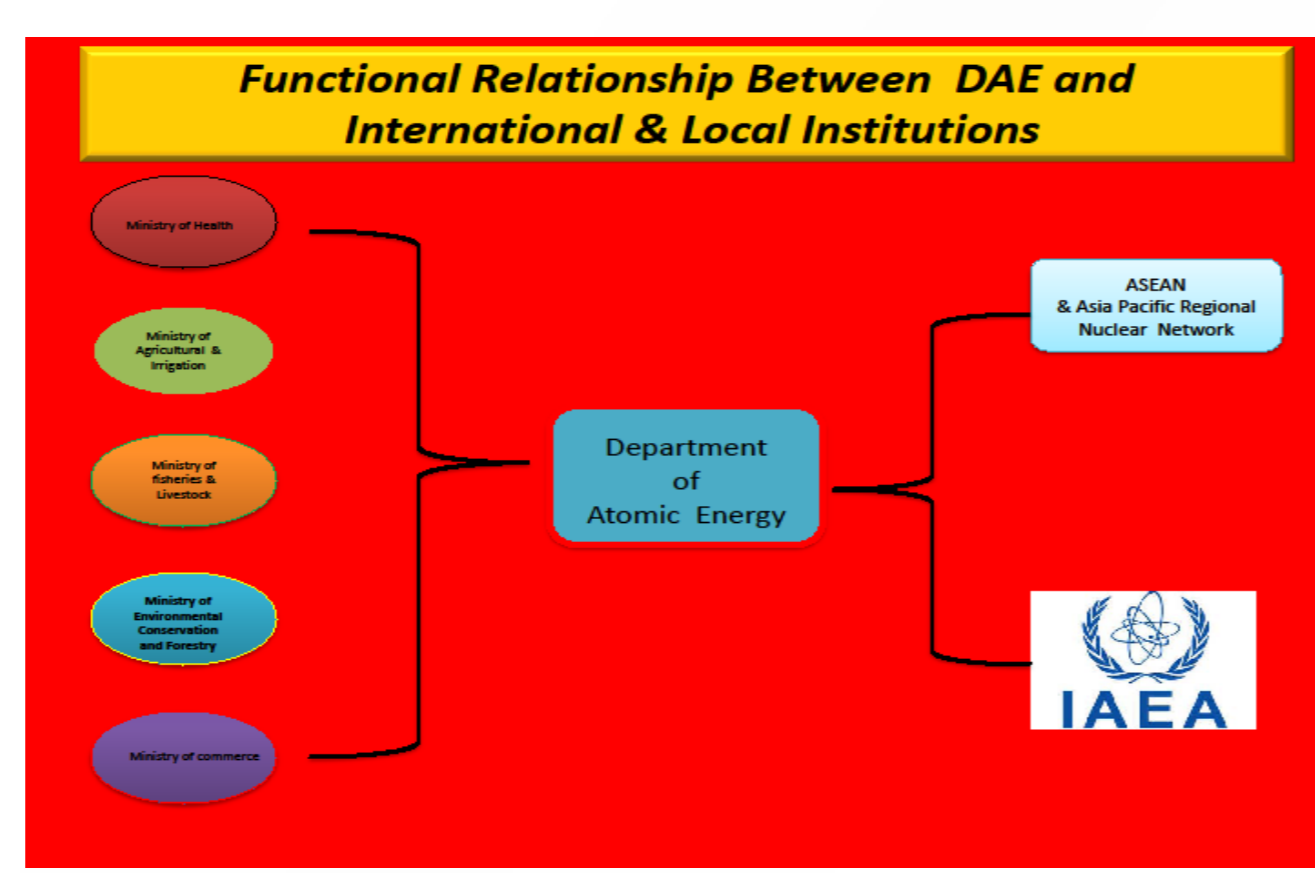 Functional Relationship Between DAE and
International & Local Institutions
Ministry of Health
Ministry of
Agricultural &
Irrigation
Ministry of
fisheries &
Livestock
Ministry of
Environmental
Conservation
and Forestry
Ministry of commerce
Department
of
Atomic Energy
ASEAN
& Asia Pacific Regional
Nuclear Network
IAEA